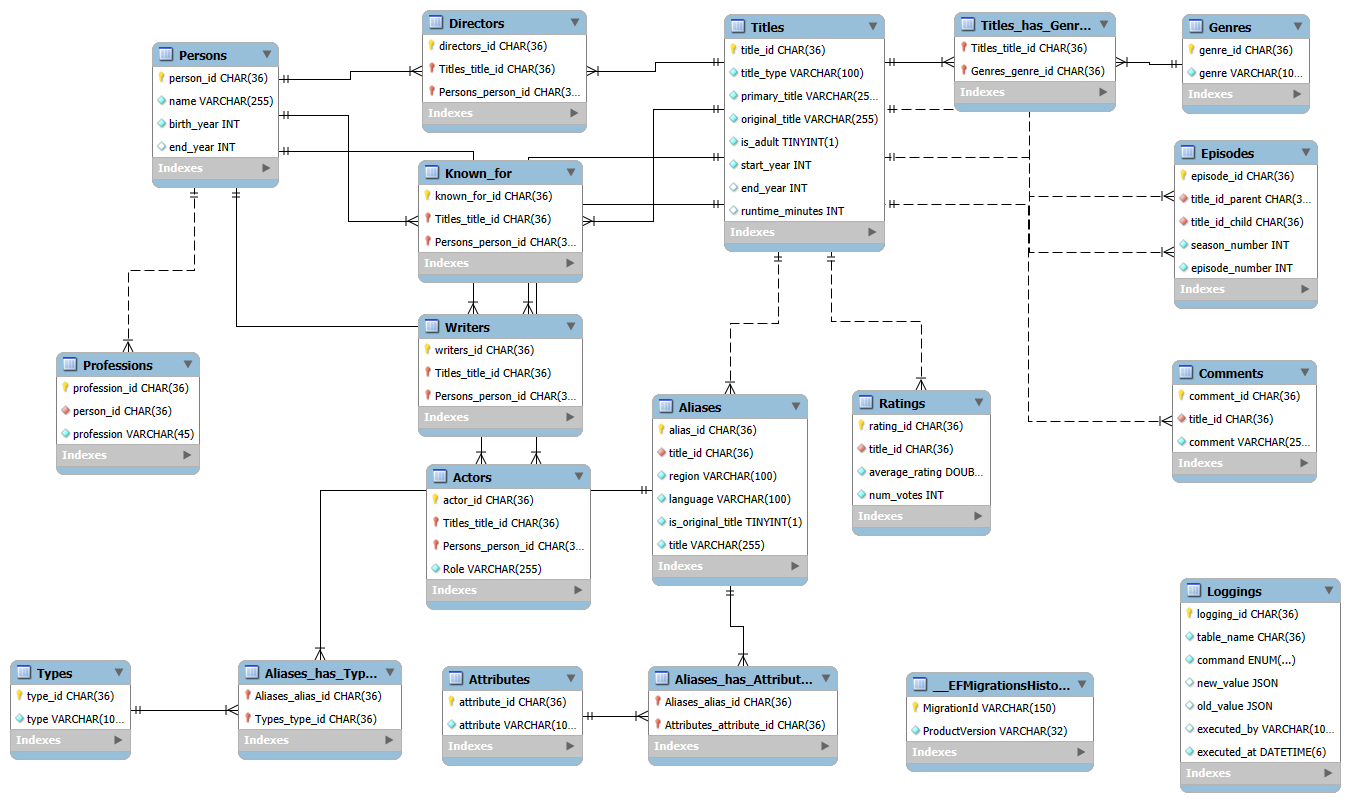 Persons
person_id CHAR(36)
name VARCHAR(255)
birth_year INT
end_year INT
Indexes
Directors
directors_id CHAR(36)
Titles_title_id CHAR(36)
Persons_person_id CHAR(3...
Indexes
Titles
title_id CHAR(36)
title_type VARCHAR(100)
primary_title VARCHAR(25...
original_title VARCHAR(255)
is_adult TINYINT(1)
start_year INT
end_year INT
runtime_minutes INT
Indexes
Titles_has_Genr...
Titles_title_id CHAR(36)
Genres_genre_id CHAR(36)
Indexes
Genres
genre_id CHAR(36)
genre VARCHAR(10...
Indexes
Known_for
known_for_id CHAR(36)
Titles_title_id CHAR(36)
Persons_person_id CHAR(3...
Indexes
Episodes
episode_id CHAR(36)
title_id_parent CHAR(3...
title_id_child CHAR(36)
season_number INT
episode_number INT
Indexes
Writers
writers_id CHAR(36)
Titles_title_id CHAR(36)
Persons_person_id CHAR(3...
Indexes
Professions
profession_id CHAR(36)
person_id CHAR(36)
profession VARCHAR(45)
Indexes
Comments
comment_id CHAR(36)
title_id CHAR(36)
comment VARCHAR(25...
Indexes
Aliases
alias_id CHAR(36)
title_id CHAR(36)
region VARCHAR(100)
language VARCHAR(100)
is_original_title TINYINT(1)
title VARCHAR(255)
Indexes
Ratings
rating_id CHAR(36)
title_id CHAR(36)
average_rating DOUB...
num_votes INT
Indexes
Actors
actor_id CHAR(36)
Titles_title_id CHAR(36)
Persons_person_id CHAR(3...
Role VARCHAR(255)
Indexes
Loggings
logging_id CHAR(36)
table_name CHAR(36)
command ENUM(...)
new_value JSON
old_value JSON
executed_by VARCHAR(10...
executed_at DATETIME(6)
Indexes
Types
type_id CHAR(36)
type VARCHAR(10...
Indexes
Aliases_has_Typ...
Aliases_alias_id CHAR(36)
Types_type_id CHAR(36)
Indexes
Attributes
attribute_id CHAR(36)
attribute VARCHAR(10...
Indexes
Aliases_has_Attribut...
Aliases_alias_id CHAR(36)
Attributes_attribute_id CHAR(36)
Indexes
__EFMigrationsHisto...
MigrationId VARCHAR(150)
ProductVersion VARCHAR(32)
Indexes